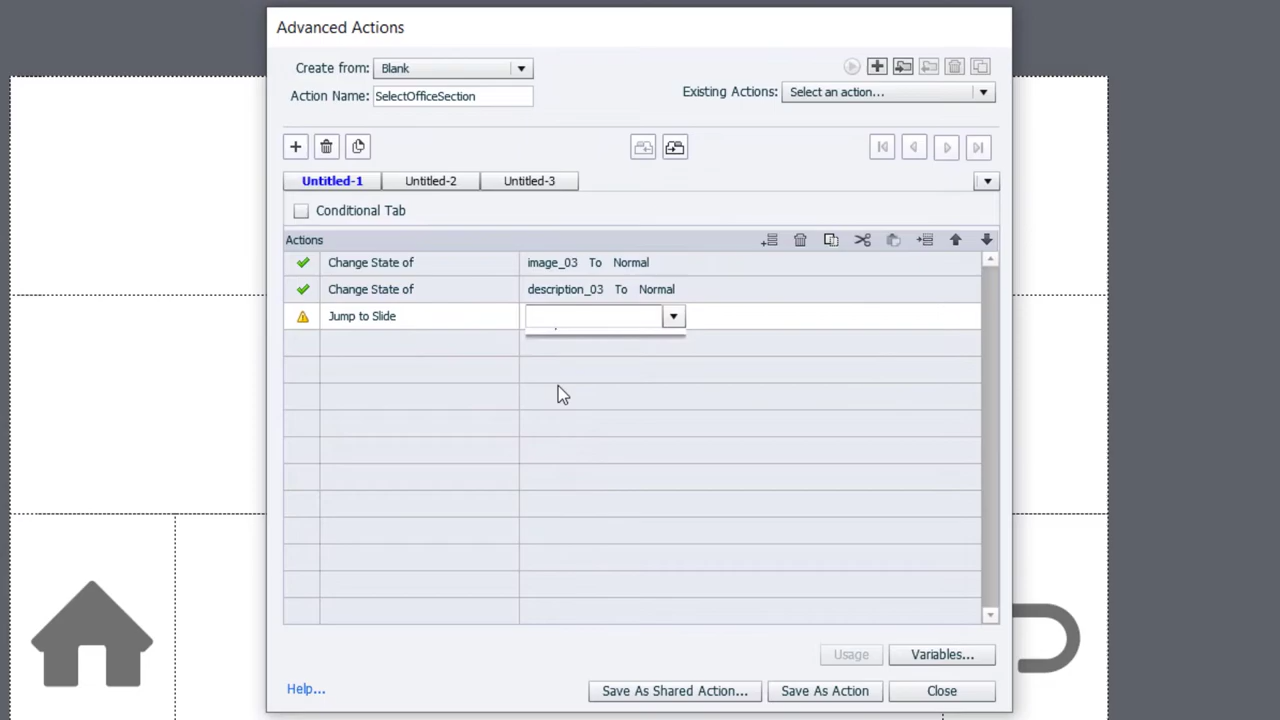 Advanced Actions
Create from: Blank
Action Name: SelectOfficeSection
Existing Actions: Select an action...
Untitled-1 Untitled-2 Untitled-3
Conditional Tab
Actions
Change State of image_03 To Normal
Change State of description_03 To Normal
Jump to Slide
Usage Variables...
Help... Save As Shared Action... Save As Action Close